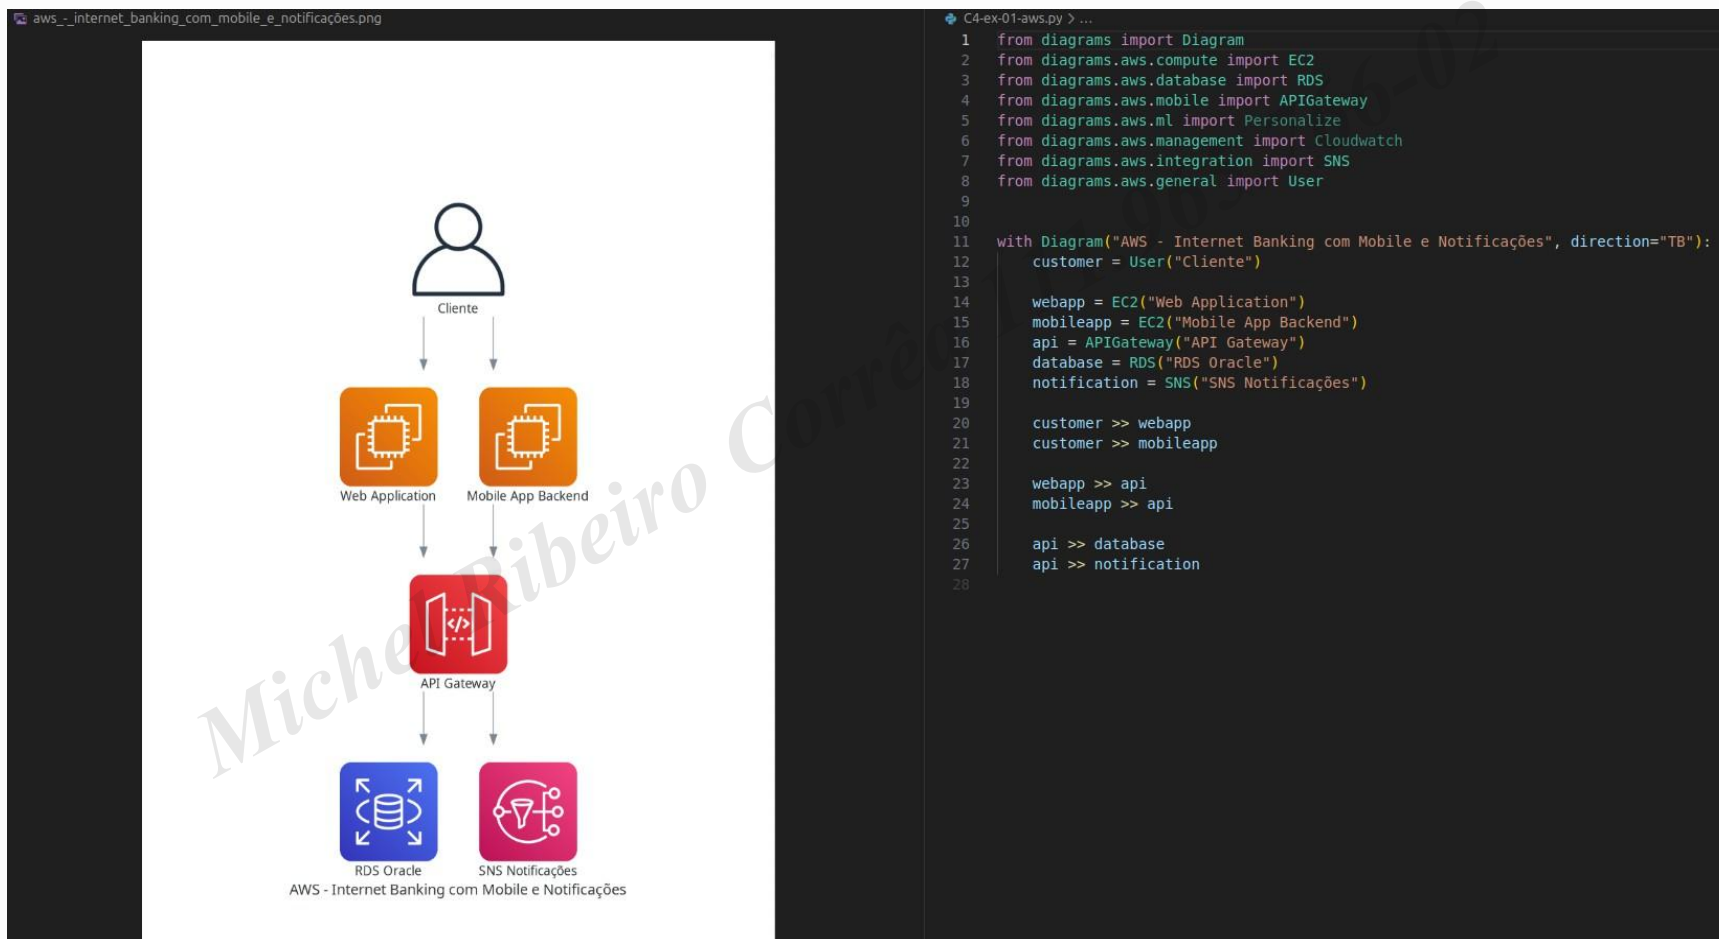 aws_-_internet_banking_com_mobile_e_notificações.png
Cliente
Web Application
Mobile App Backend
API Gateway
RDS Oracle
SNS Notificações
AWS - Internet Banking com Mobile e Notificações
C4-ex-01-aws.py > ...
1 from diagrams import Diagram
2 from diagrams.aws.compute import EC2
3 from diagrams.aws.database import RDS
4 from diagrams.aws.mobile import APIGateway
5 from diagrams.aws.ml import Personalize
6 from diagrams.aws.management import Cloudwatch
7 from diagrams.aws.integration import SNS
8 from diagrams.aws.general import User
9
10
11 with Diagram("AWS - Internet Banking com Mobile e Notificações", direction="TB"):
12     customer = User("Cliente")
13
14     webapp = EC2("Web Application")
15     mobileapp = EC2("Mobile App Backend")
16     api = APIGateway("API Gateway")
17     database = RDS("RDS Oracle")
18     notification = SNS("SNS Notificações")
19
20     customer >> webapp
21     customer >> mobileapp
22
23     webapp >> api
24     mobileapp >> api
25
26     api >> database
27     api >> notification
28
Michel Ribeiro Corrêa